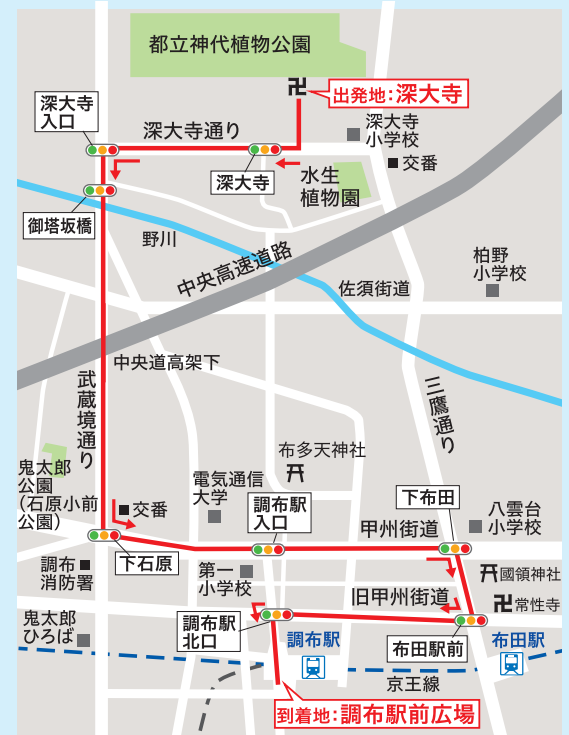 都立神代植物公園
出発地:深大寺
深大寺
入口
深大寺通り
深大寺
小学校
交番
深大寺
水生
植物園
御塔坂橋
野川
中央高速道路
佐須街道
柏野
小学校
中央道高架下
武蔵境通り
三鷹通り
鬼太郎
公園
(石原小前
公園)
交番
電気通信
大学
布多天神社
調布駅
入口
下布田
甲州街道
八雲台
小学校
下石原
調布
消防署
第一
小学校
國領神社
旧甲州街道
常性寺
鬼太郎
ひろば
調布駅
北口
調布駅
布田駅前
布田駅
京王線
到着地:調布駅前広場